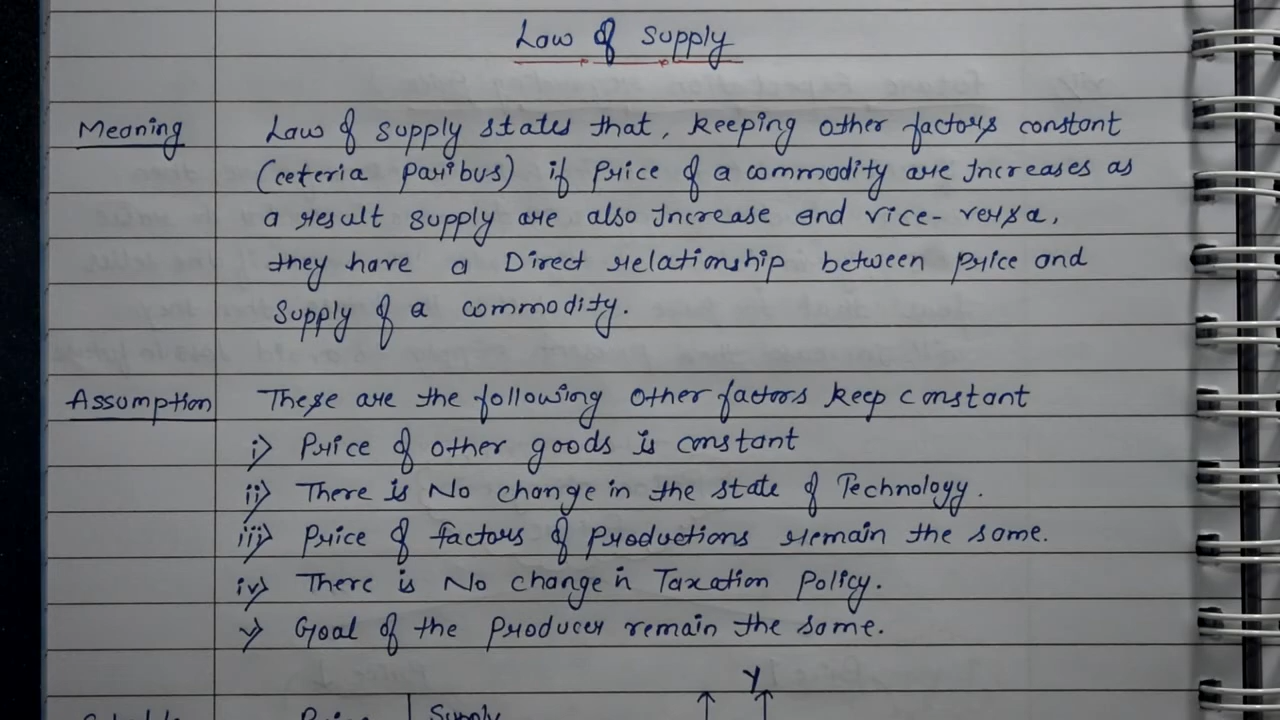 Law of Supply
Meaning Law of supply states that, keeping other factors constant
(ceteria paribus) if Price of a commodity are Increases as
a result supply are also Increase and vice-versa,
they have a Direct relationship between price and
Supply of a commodity.
Assumption These are the following other factors keep constant
i) Price of other goods is constant
ii) There is No change in the state of Technology.
iii) Price of factors of Productions remain the same.
iv) There is No change in Taxation Policy.
v) Goal of the Producer remain the same.
Y
Price Supply